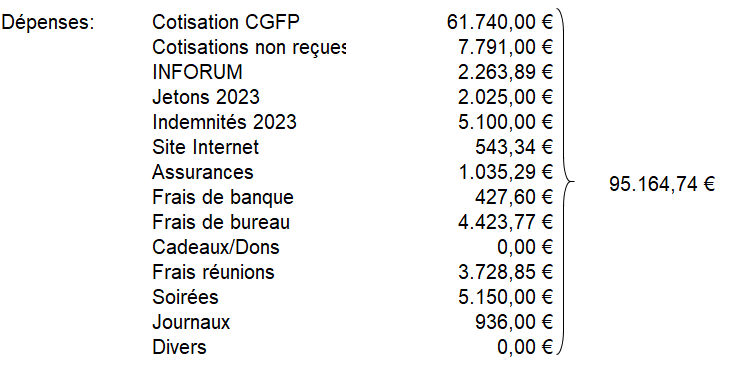 Dépenses: Cotisation CGFP 61.740,00 €
Cotisations non reçues 7.791,00 €
INFORUM 2.263,89 €
Jetons 2023 2.025,00 €
Indemnités 2023 5.100,00 €
Site Internet 543,34 €
Assurances 1.035,29 €
95.164,74 €
Frais de banque 427,60 €
Frais de bureau 4.423,77 €
Cadeaux/Dons 0,00 €
Frais réunions 3.728,85 €
Soirées 5.150,00 €
Journaux 936,00 €
Divers 0,00 €